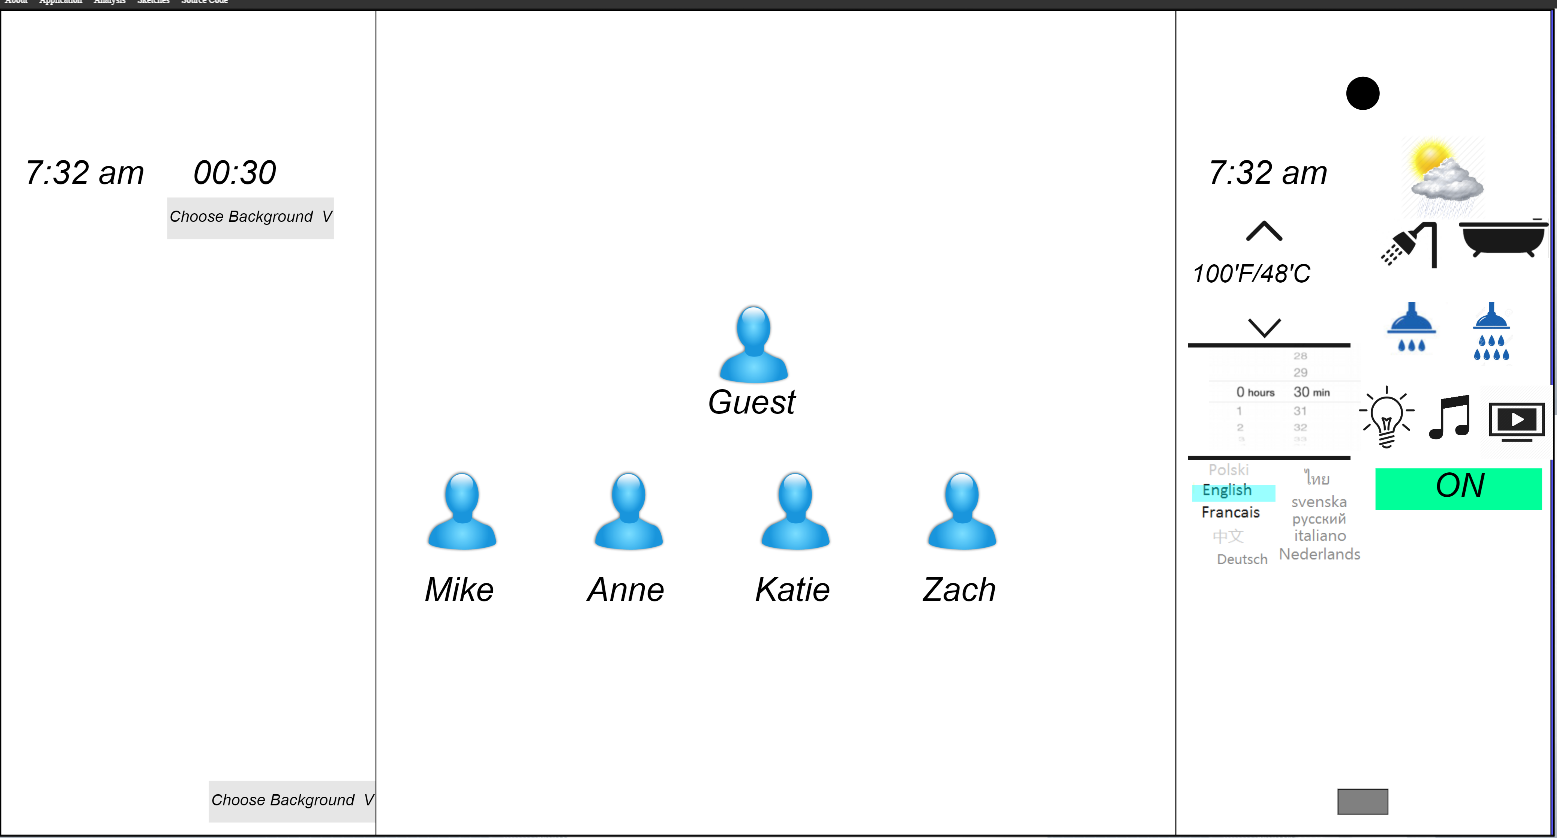 About Application Analysis Sketches Source Code
7:32 am 00:30
Choose Background V
Choose Background V
Guest
Mike Anne Katie Zach
7:32 am
100'F/48'C
28
29
0 hours 30 min
1 31
2 32
3 33
Polski
English
Francais
中文
Deutsch
ไทย
svenska
русский
italiano
Nederlands
ON